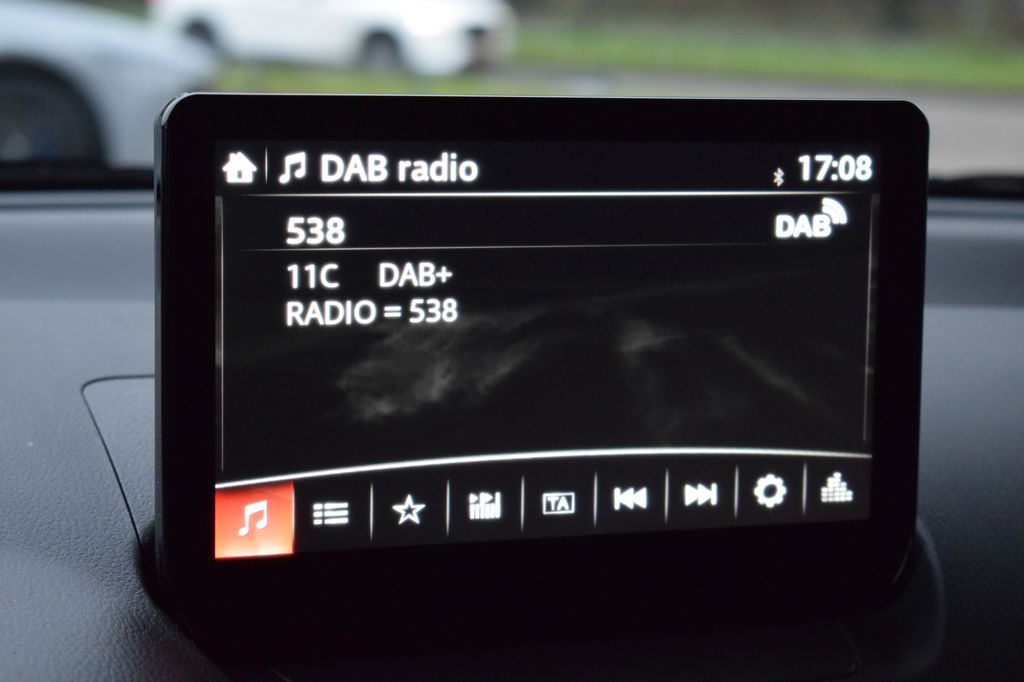 DAB radio 17:08
538 DAB
11C DAB+
RADIO = 538
TA